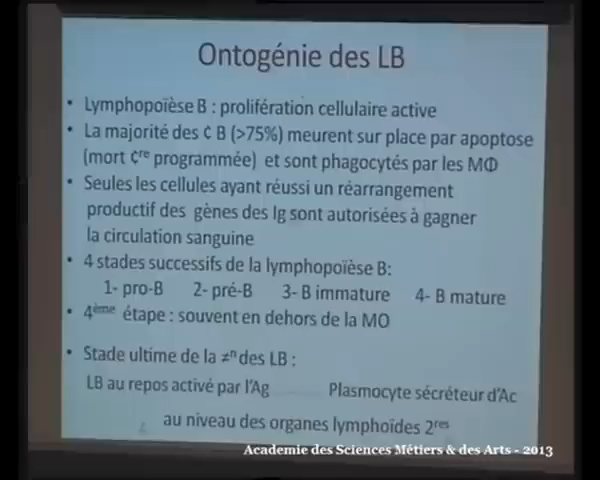 Ontogénie des LB
• Lymphopoïèse B : prolifération cellulaire active
• La majorité des ¢ B (>75%) meurent sur place par apoptose
(mort ¢re programmée) et sont phagocytés par les MΦ
• Seules les cellules ayant réussi un réarrangement
productif des gènes des Ig sont autorisées à gagner
la circulation sanguine
• 4 stades successifs de la lymphopoïèse B:
1- pro-B 2- pré-B 3- B immature 4- B mature
• 4ème étape : souvent en dehors de la MO
• Stade ultime de la ≠n des LB :
LB au repos activé par l'Ag Plasmocyte sécréteur d'Ac
au niveau des organes lymphoïdes 2res
Academie des Sciences Métiers & des Arts - 2013